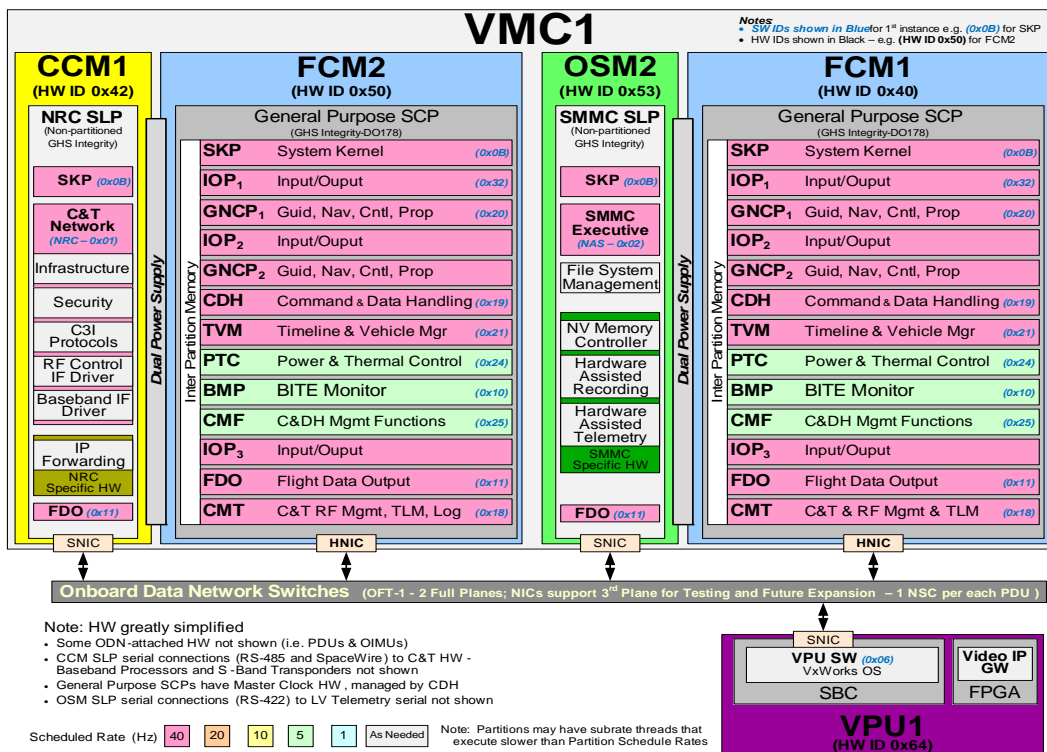 VMC1
Notes:
• SW IDs shown in Blue for 1st instance e.g. (0x0B) for SKP
• HW IDs shown in Black – e.g. (HW ID 0x50) for FCM2
CCM1
(HW ID 0x42)
NRC SLP
(Non-partitioned
GHS Integrity)
SKP (0x0B)
C&T
Network
(NRC – 0x01)
Infrastructure
Security
C3I
Protocols
RF Control
IF Driver
Baseband IF
Driver
IP
Forwarding
NRC
Specific HW
FDO (0x11)
SNIC
Dual Power Supply
FCM2
(HW ID 0x50)
General Purpose SCP
(GHS Integrity-DO178)
Inter Partition Memory
SKP System Kernel (0x0B)
IOP1 Input/Ouput (0x32)
GNCP1 Guid, Nav, Cntl, Prop (0x20)
IOP2 Input/Ouput
GNCP2 Guid, Nav, Cntl, Prop
CDH Command & Data Handling (0x19)
TVM Timeline & Vehicle Mgr (0x21)
PTC Power & Thermal Control (0x24)
BMP BITE Monitor (0x10)
CMF C&DH Mgmt Functions (0x25)
IOP3 Input/Ouput
FDO Flight Data Output (0x11)
CMT C&T RF Mgmt, TLM, Log (0x18)
HNIC
OSM2
(HW ID 0x53)
SMMC SLP
(Non-partitioned
GHS Integrity)
SKP (0x0B)
SMMC
Executive
(NAS – 0x02)
File System
Management
NV Memory
Controller
Hardware
Assisted
Recording
Hardware
Assisted
Telemetry
SMMC
Specific HW
FDO (0x11)
SNIC
Dual Power Supply
FCM1
(HW ID 0x40)
General Purpose SCP
(GHS Integrity-DO178)
Inter Partition Memory
SKP System Kernel (0x0B)
IOP1 Input/Ouput (0x32)
GNCP1 Guid, Nav, Cntl, Prop (0x20)
IOP2 Input/Ouput
GNCP2 Guid, Nav, Cntl, Prop
CDH Command & Data Handling (0x19)
TVM Timeline & Vehicle Mgr (0x21)
PTC Power & Thermal Control (0x24)
BMP BITE Monitor (0x10)
CMF C&DH Mgmt Functions (0x25)
IOP3 Input/Ouput
FDO Flight Data Output (0x11)
CMT C&T & RF Mgmt & TLM (0x18)
HNIC
Onboard Data Network Switches (OFT-1 - 2 Full Planes; NICs support 3rd Plane for Testing and Future Expansion – 1 NSC per each PDU )
Note: HW greatly simplified
• Some ODN-attached HW not shown (i.e. PDUs & OIMUs)
• CCM SLP serial connections (RS-485 and SpaceWire) to C&T HW -
Baseband Processors and S -Band Transponders not shown
• General Purpose SCPs have Master Clock HW , managed by CDH
• OSM SLP serial connections (RS-422) to LV Telemetry serial not shown
Scheduled Rate (Hz) 40 20 10 5 1 As Needed
Note: Partitions may have subrate threads that
execute slower than Partition Schedule Rates
SNIC
VPU SW (0x06)
VxWorks OS
SBC
Video IP
GW
FPGA
VPU1
(HW ID 0x64)